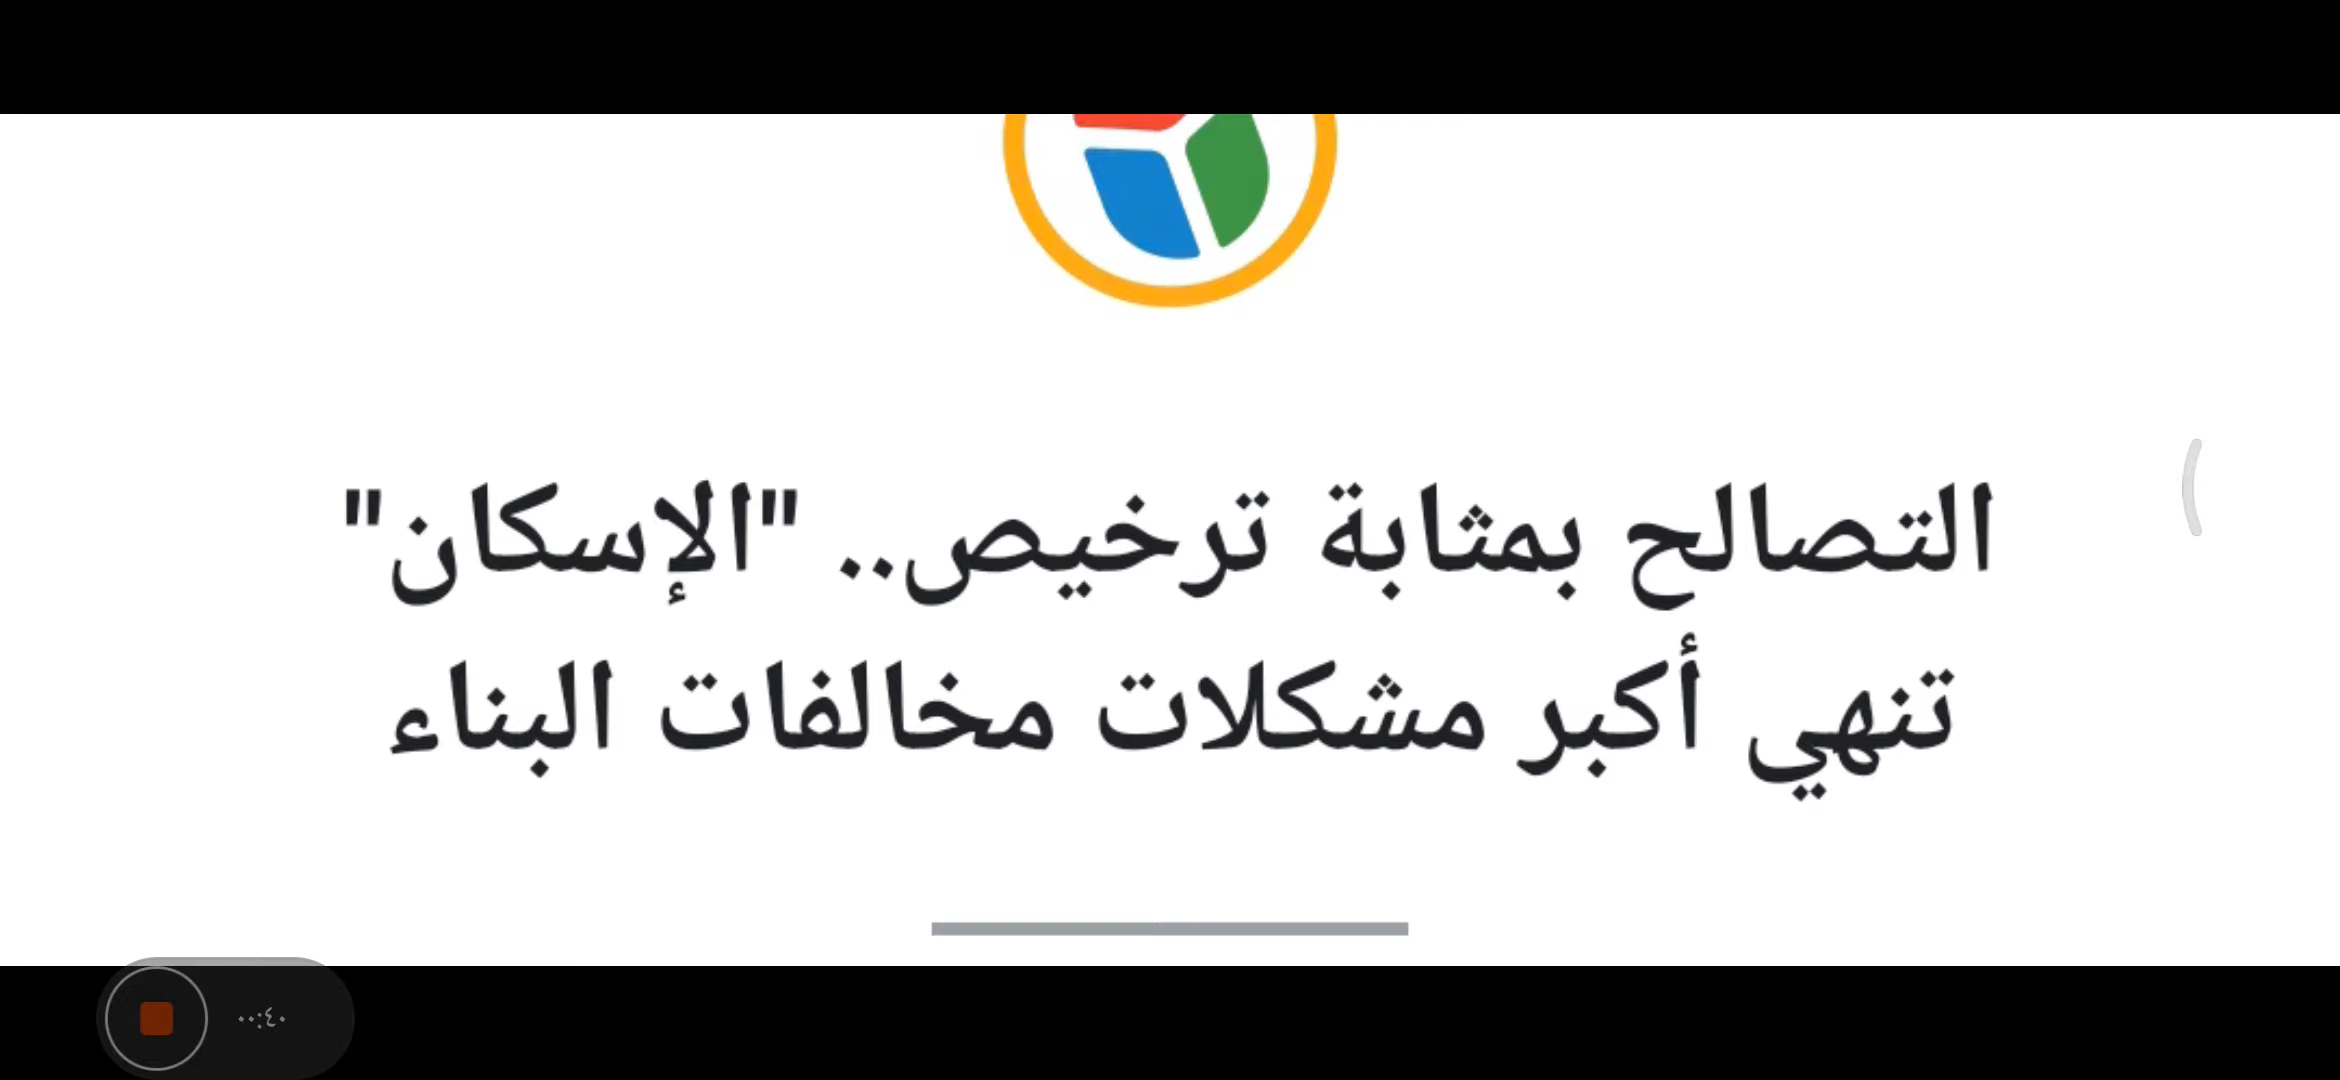 التصالح بمثابة ترخيص.. "الإسكان"
تنهي أكبر مشكلات مخالفات البناء
٠٠:٤٠